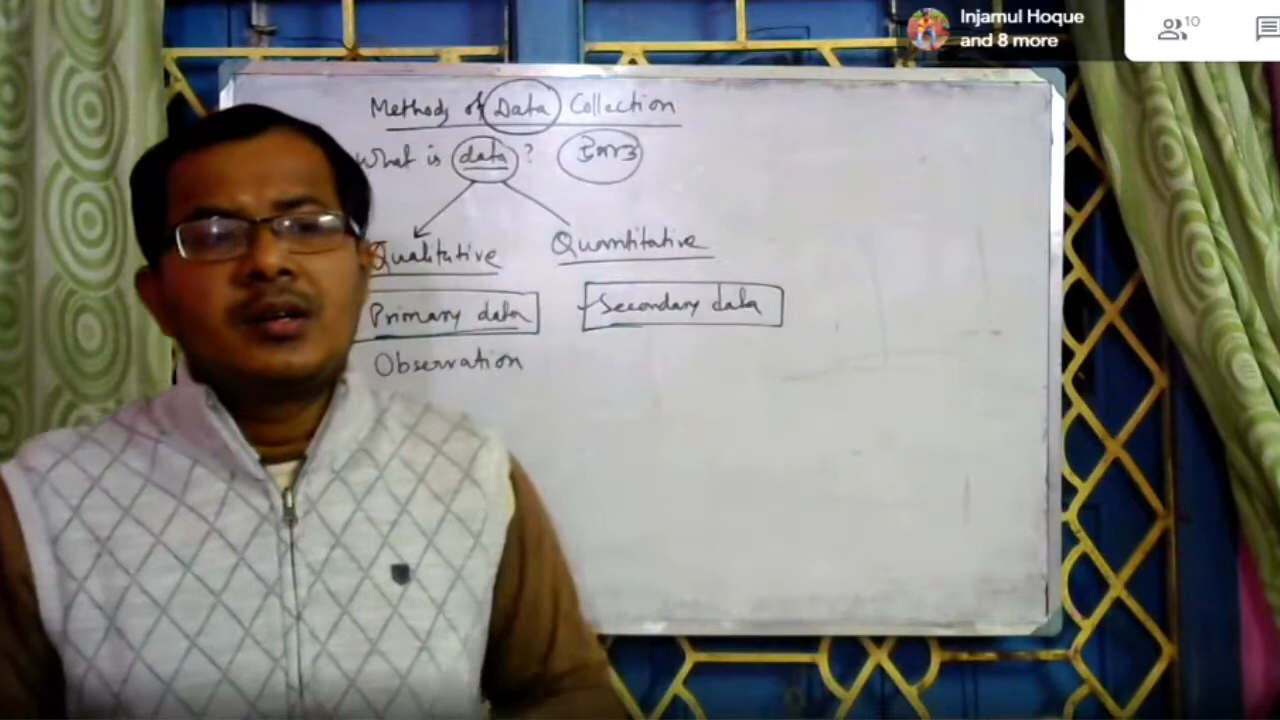 Injamul Hoque
and 8 more
10
Methods of Data Collection
What is data?
Qualitative Quantitative
Primary data Secondary data
Observation